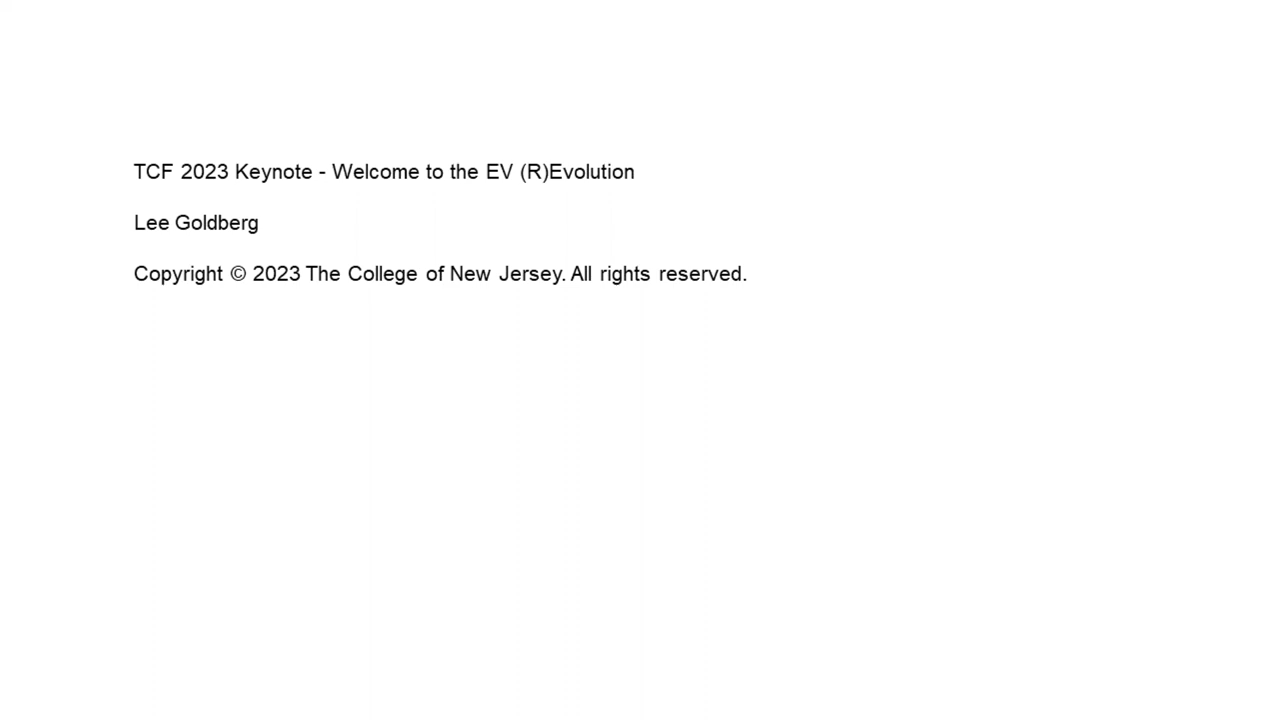 TCF 2023 Keynote - Welcome to the EV (R)Evolution
Lee Goldberg
Copyright © 2023 The College of New Jersey. All rights reserved.